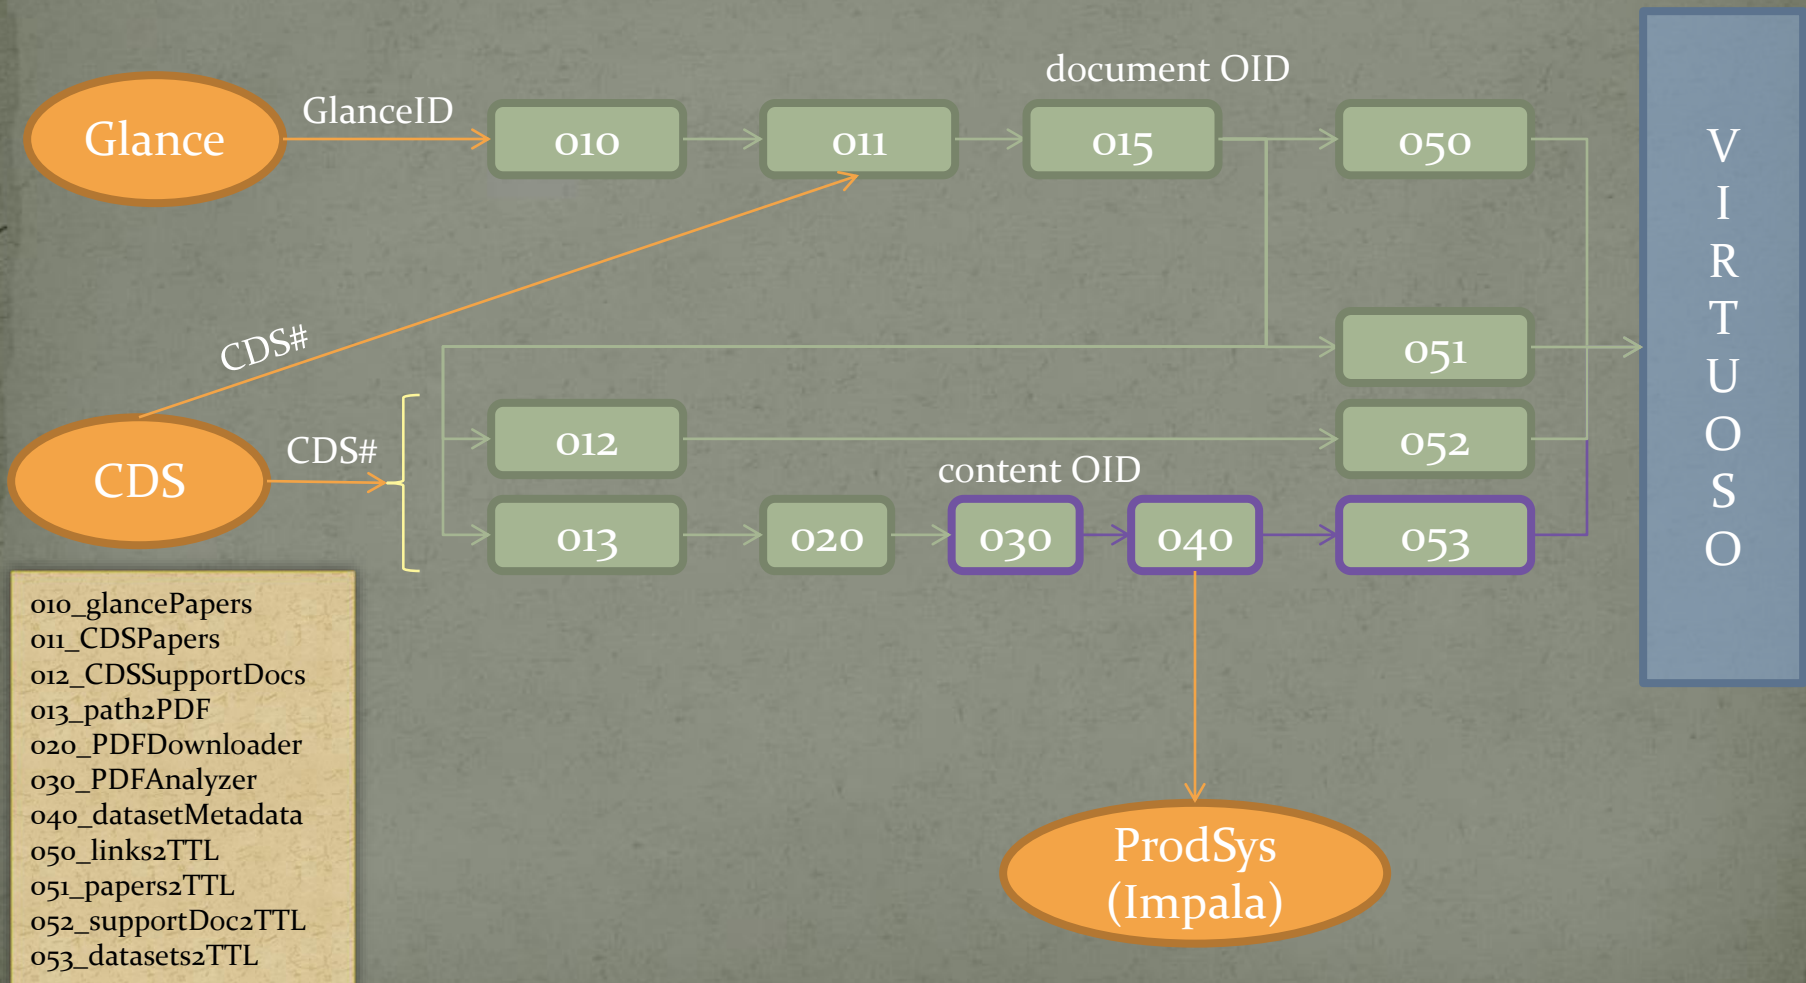 document OID
Glance
GlanceID
010
011
015
050
CDS#
051
CDS
CDS#
012
052
content OID
013
020
030
040
053
V
I
R
T
U
O
S
O
010_glancePapers
011_CDSPapers
012_CDSSupportDocs
013_path2PDF
020_PDFDownloader
030_PDFAnalyzer
040_datasetMetadata
050_links2TTL
051_papers2TTL
052_supportDoc2TTL
053_datasets2TTL
ProdSys
(Impala)